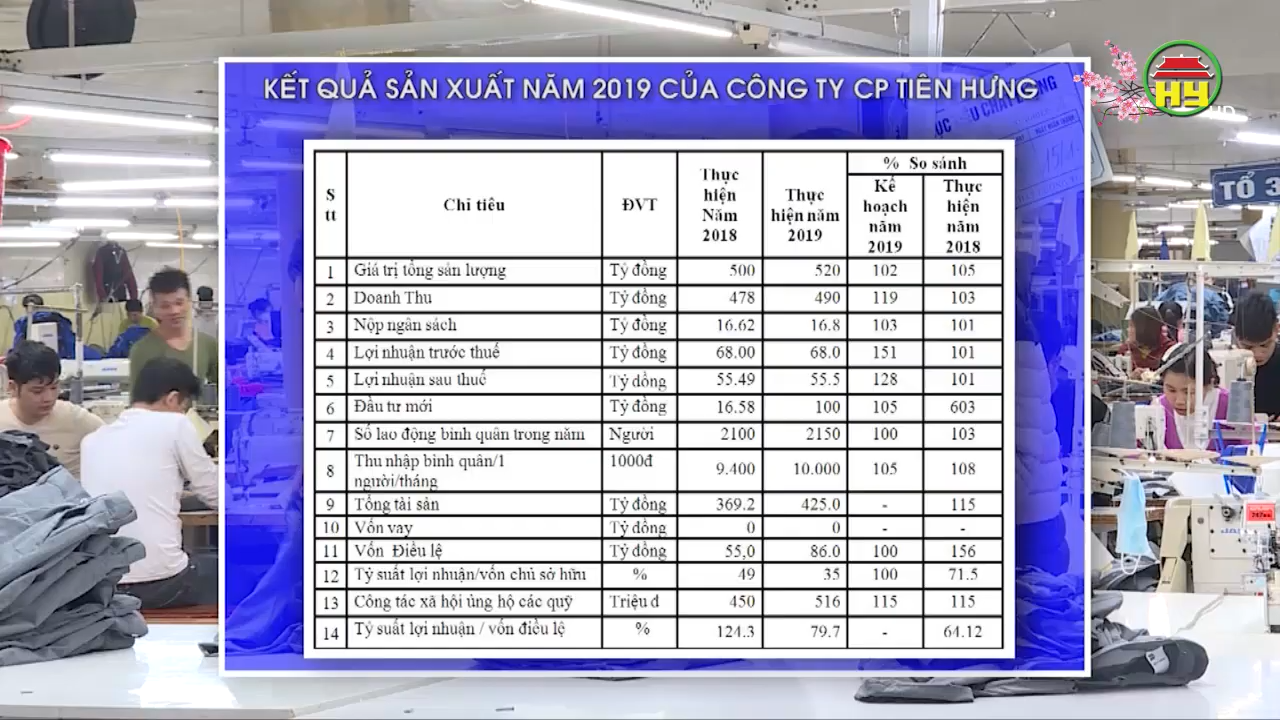 KẾT QUẢ SẢN XUẤT NĂM 2019 CỦA CÔNG TY CP TIÊN HƯNG
HY
HD
TỔ 3
S tt | Chỉ tiêu | ĐVT | Thực hiện Năm 2018 | Thực hiện năm 2019 | % So sánh
Kế hoạch năm 2019 | Thực hiện năm 2018
1 | Giá trị tổng sản lượng | Tỷ đồng | 500 | 520 | 102 | 105
2 | Doanh Thu | Tỷ đồng | 478 | 490 | 119 | 103
3 | Nộp ngân sách | Tỷ đồng | 16.62 | 16.8 | 103 | 101
4 | Lợi nhuận trước thuế | Tỷ đồng | 68.00 | 68.0 | 151 | 101
5 | Lợi nhuận sau thuế | Tỷ đồng | 55.49 | 55.5 | 128 | 101
6 | Đầu tư mới | Tỷ đồng | 16.58 | 100 | 105 | 603
7 | Số lao động bình quân trong năm | Người | 2100 | 2150 | 100 | 103
8 | Thu nhập bình quân/1 người/tháng | 1000đ | 9.400 | 10.000 | 105 | 108
9 | Tổng tài sản | Tỷ đồng | 369.2 | 425.0 | - | 115
10 | Vốn vay | Tỷ đồng | 0 | 0 | - | -
11 | Vốn Điều lệ | Tỷ đồng | 55,0 | 86.0 | 100 | 156
12 | Tỷ suất lợi nhuận/vốn chủ sở hữu | % | 49 | 35 | 100 | 71.5
13 | Công tác xã hội ủng hộ các quỹ | Triệu đ | 450 | 516 | 115 | 115
14 | Tỷ suất lợi nhuận / vốn điều lệ | % | 124.3 | 79.7 | - | 64.12